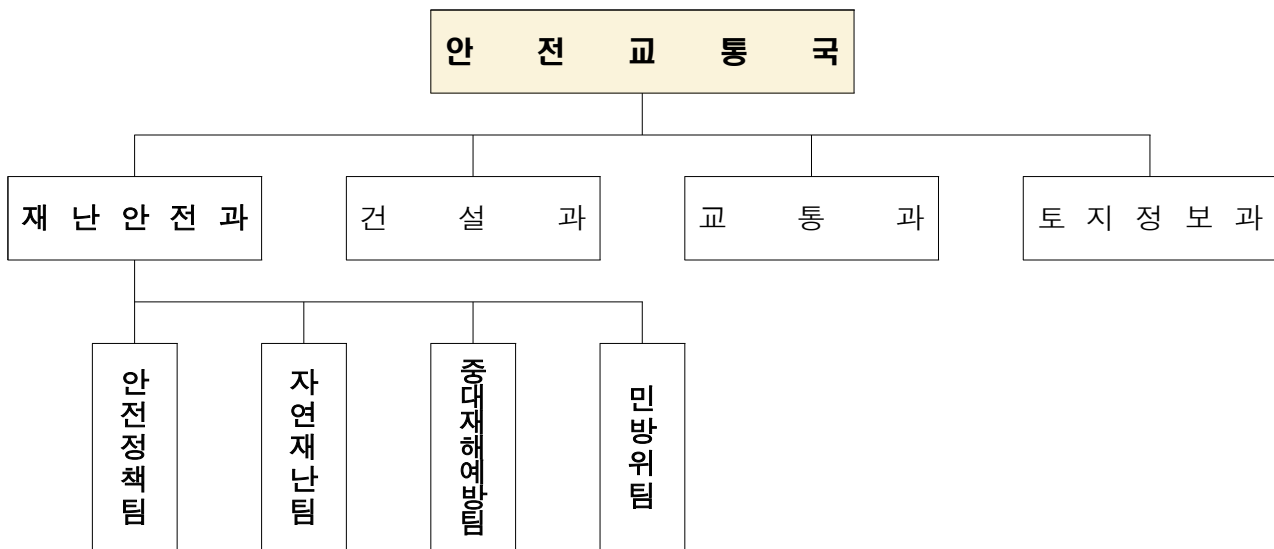 안전교통국
재난안전과
건설과
교통과
토지정보과
안전정책팀
자연재난팀
중대재해예방팀
민방위팀